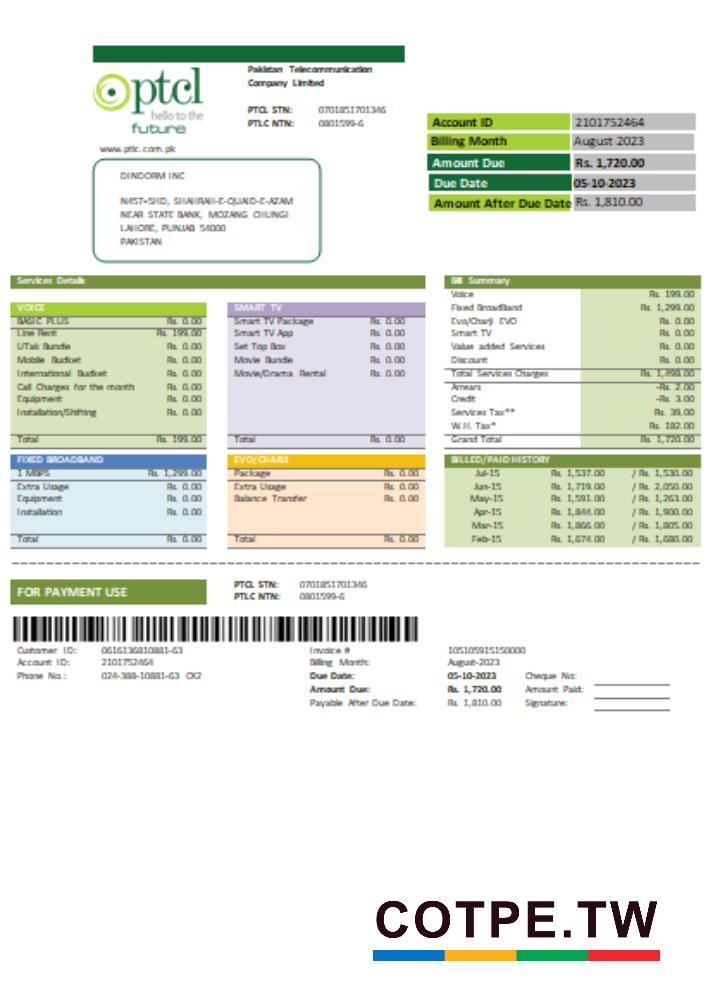 Pakistan Telecommunication
Company Limited
ptcl
hello to the
future
PTCL STN: 0701851701346
PTLC NTN: 0801599-6
www.ptlc.com.pk
Account ID 2101752464
Billing Month August-2023
Amount Due Rs. 1,720.00
Due Date 05-10-2023
Amount After Due Date Rs. 1,810.00
DINDORM INC
NEAR STATE BANK, MOZANG CHUNGI
LAHORE, PUNJAB 54000
PAKISTAN
Services Details
VOICE
BASIC PLUS Rs. 0.00
Line Rent Rs. 199.00
UTak Bundle Rs. 0.00
Mobile Budket Rs. 0.00
International Budket Rs. 0.00
Call Charges for the month Rs. 0.00
Equipment Rs. 0.00
Installation/Shifting Rs. 0.00
Total Rs. 199.00
SMART TV
Smart TV Package Rs. 0.00
Smart TV App Rs. 0.00
Set Top Box Rs. 0.00
Movie Bundle Rs. 0.00
Movie/Drama Rental Rs. 0.00
Total Rs. 0.00
Bill Summary
Voice Rs. 199.00
Fixed BroadBand Rs. 1,299.00
Evo/Charji EVO Rs. 0.00
Smart TV Rs. 0.00
Value added Services Rs. 0.00
Discount Rs. 0.00
Total Services Charges Rs. 1,498.00
Arrears -Rs. 2.00
Credit -Rs. 3.00
Services Tax** Rs. 39.00
W.H. Tax* Rs. 182.00
Grand Total Rs. 1,720.00
FIXED BROADBAND
1 MBPS Rs. 1,299.00
Extra Usage Rs. 0.00
Equipment Rs. 0.00
Installation Rs. 0.00
Total Rs. 0.00
EVO/CHARJI
Package Rs. 0.00
Extra Usage Rs. 0.00
Balance Transfer Rs. 0.00
Total Rs. 0.00
BILLED/PAID HISTORY
Jul-15 Rs. 1,537.00 / Rs. 1,530.00
Jun-15 Rs. 1,719.00 / Rs. 2,050.00
May-15 Rs. 1,591.00 / Rs. 1,263.00
Apr-15 Rs. 1,844.00 / Rs. 1,900.00
Mar-15 Rs. 1,866.00 / Rs. 1,805.00
Feb-15 Rs. 1,674.00 / Rs. 1,680.00
FOR PAYMENT USE
PTCL STN: 0701851701346
PTLC NTN: 0801599-6
Customer ID: 0616136810881-63
Account ID: 2101752464
Phone No.: 024-388-10881-63 CK2
Invoice # 105105915150000
Billing Month: August-2023
Due Date: 05-10-2023 Cheque No:
Amount Due: Rs. 1,720.00 Amount Paid:
Payable After Due Date: Rs. 1,810.00 Signature:
COTPE.TW